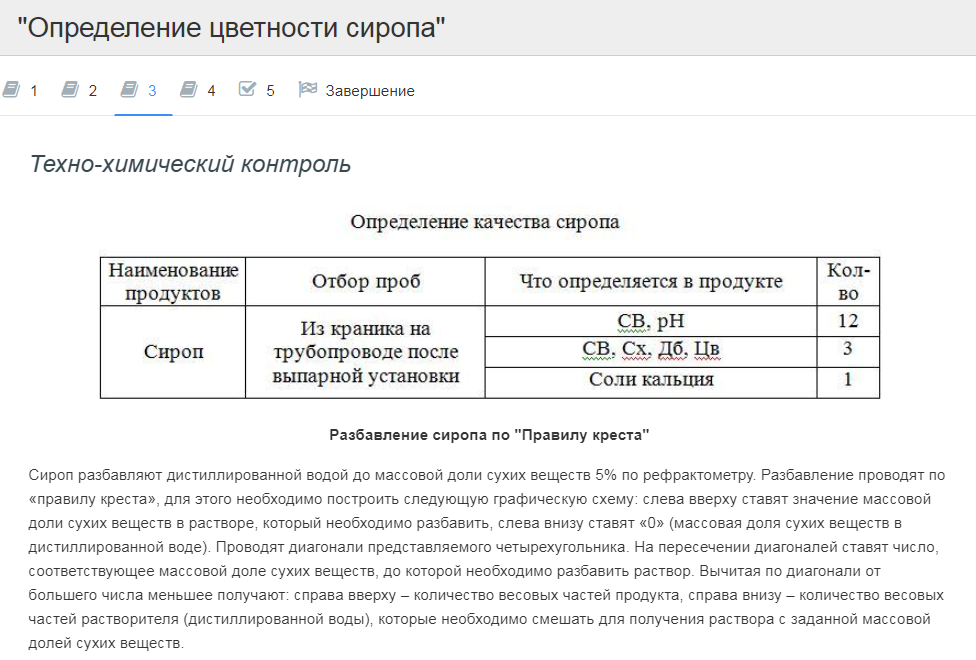 "Определение цветности сиропа"
1 2 3 4 5 Завершение
Техно-химический контроль
Определение качества сиропа
Наименование продуктов Отбор проб Что определяется в продукте Кол-во
Сироп Из краника на трубопроводе после выпарной установки СВ, рН 12
СВ, Сх, Дб, Цв 3
Соли кальция 1
Разбавление сиропа по "Правилу креста"
Сироп разбавляют дистиллированной водой до массовой доли сухих веществ 5% по рефрактометру. Разбавление проводят по
«правилу креста», для этого необходимо построить следующую графическую схему: слева вверху ставят значение массовой
доли сухих веществ в растворе, который необходимо разбавить, слева внизу ставят «0» (массовая доля сухих веществ в
дистиллированной воде). Проводят диагонали представляемого четырехугольника. На пересечении диагоналей ставят число,
соответствующее массовой доле сухих веществ, до которой необходимо разбавить раствор. Вычитая по диагонали от
большего числа меньшее получают: справа вверху – количество весовых частей продукта, справа внизу – количество весовых
частей растворителя (дистиллированной воды), которые необходимо смешать для получения раствора с заданной массовой
долей сухих веществ.